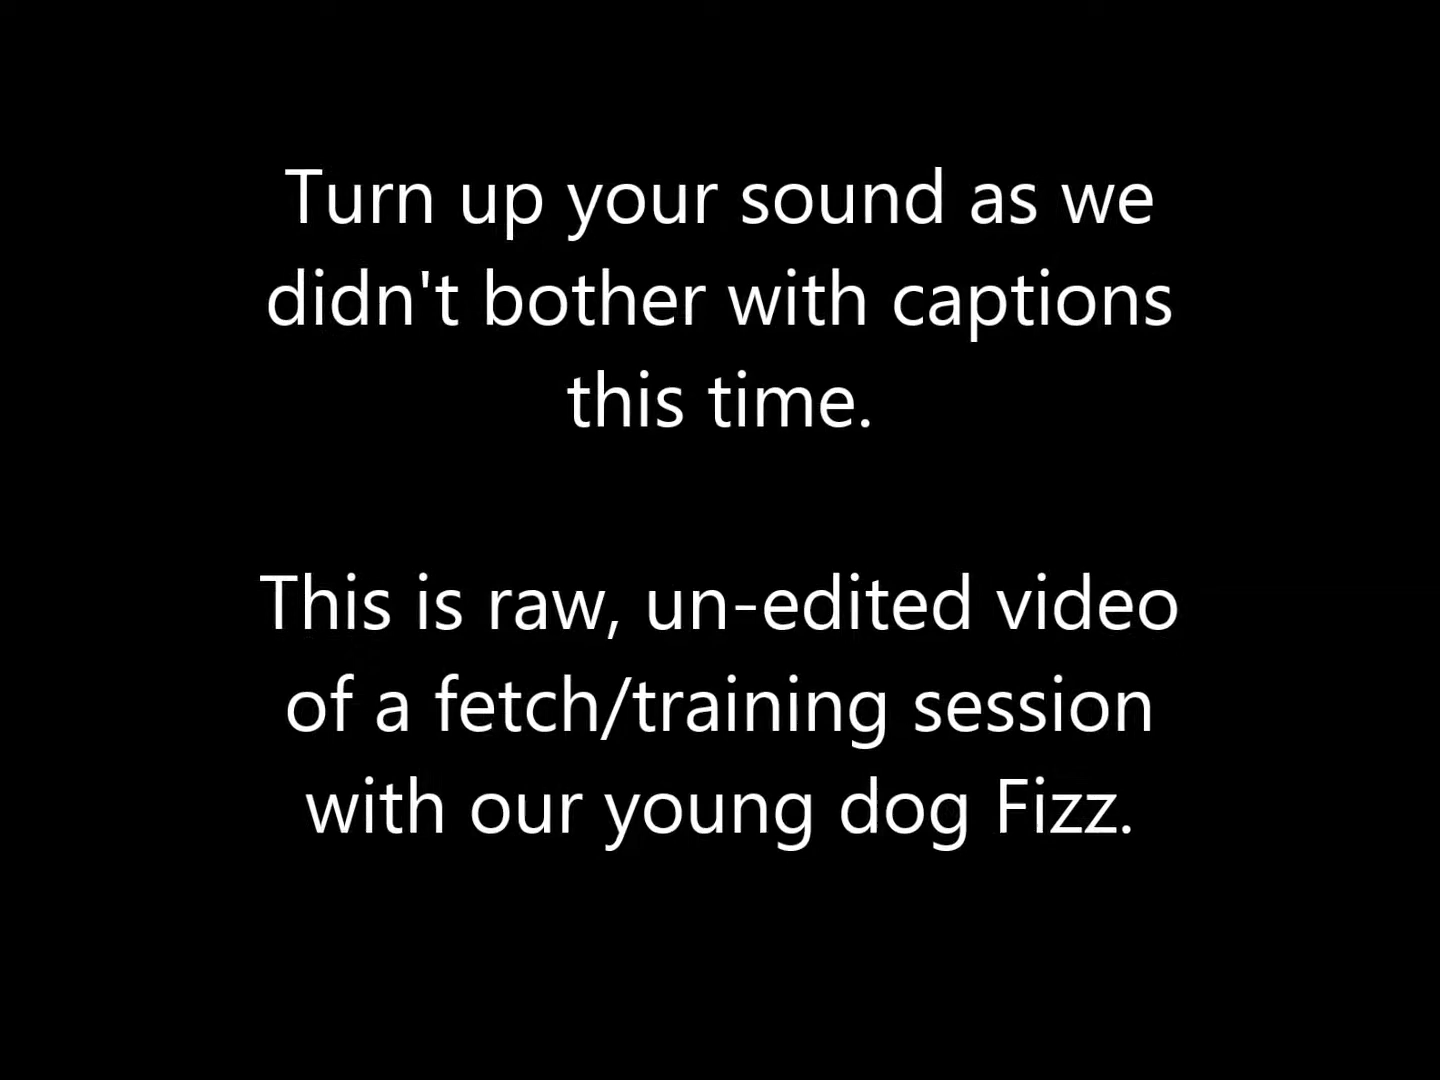 Turn up your sound as we
didn't bother with captions
this time.
This is raw, un-edited video
of a fetch/training session
with our young dog Fizz.